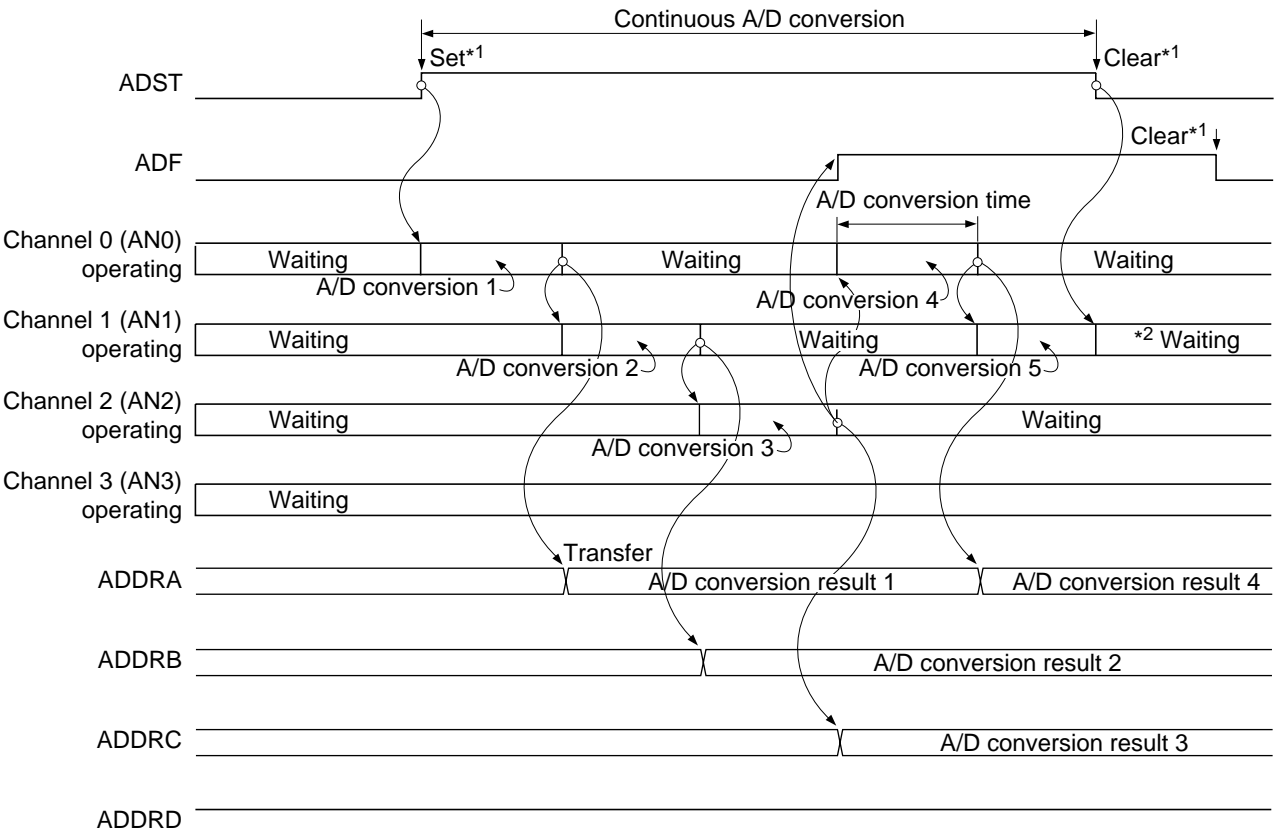 Continuous A/D conversion
Set*1
Clear*1
ADST
Clear*1
ADF
A/D conversion time
Channel 0 (AN0)
operating
Waiting
Waiting
Waiting
A/D conversion 1
A/D conversion 4
Channel 1 (AN1)
operating
Waiting
Waiting
*2 Waiting
A/D conversion 2
A/D conversion 5
Channel 2 (AN2)
operating
Waiting
Waiting
A/D conversion 3
Channel 3 (AN3)
operating
Waiting
Transfer
ADDRA
A/D conversion result 1
A/D conversion result 4
ADDRB
A/D conversion result 2
ADDRC
A/D conversion result 3
ADDRD